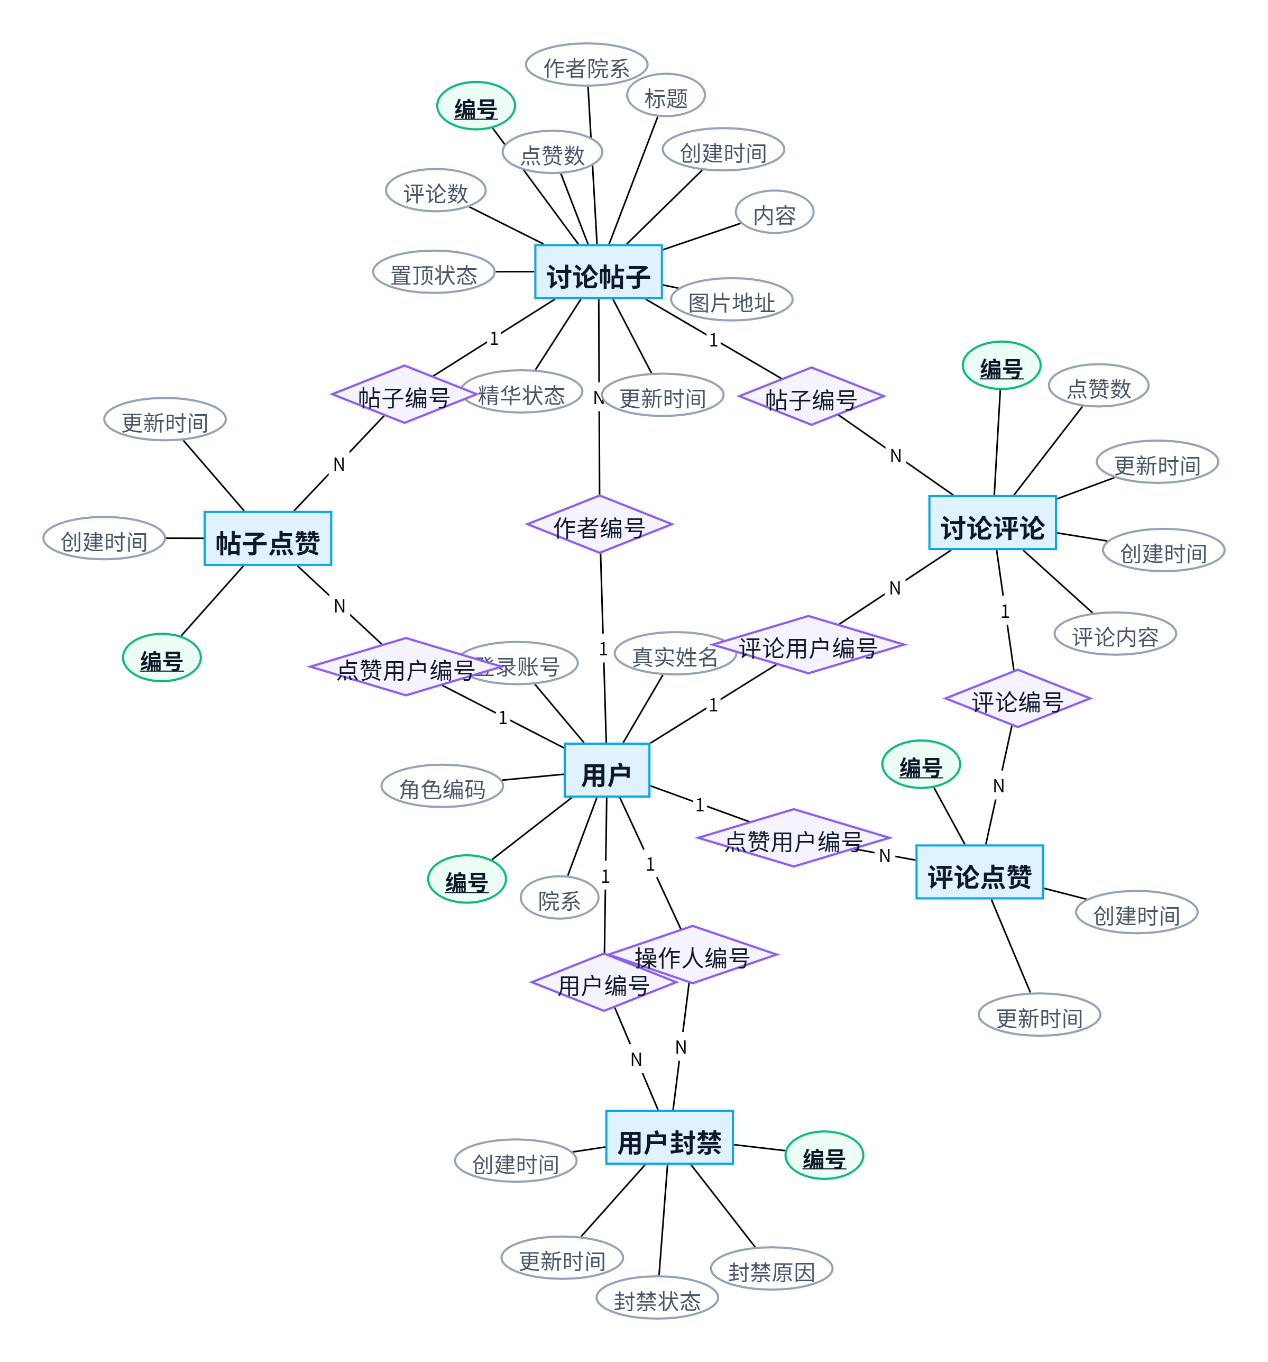 作者院系
标题
编号
创建时间
点赞数
评论数
内容
置顶状态
讨论帖子
图片地址
1
1
编号
点赞数
帖子编号
精华状态
N
更新时间
帖子编号
更新时间
N
N
更新时间
创建时间
帖子点赞
作者编号
讨论评论
创建时间
N
N
1
评论内容
编号
点赞用户编号
登录账号
1
真实姓名
评论用户编号
评论编号
1
1
用户
角色编码
编号
N
1
点赞用户编号
N
评论点赞
编号
院系
1
1
创建时间
操作人编号
用户编号
更新时间
N
N
用户封禁
创建时间
编号
更新时间
封禁原因
封禁状态